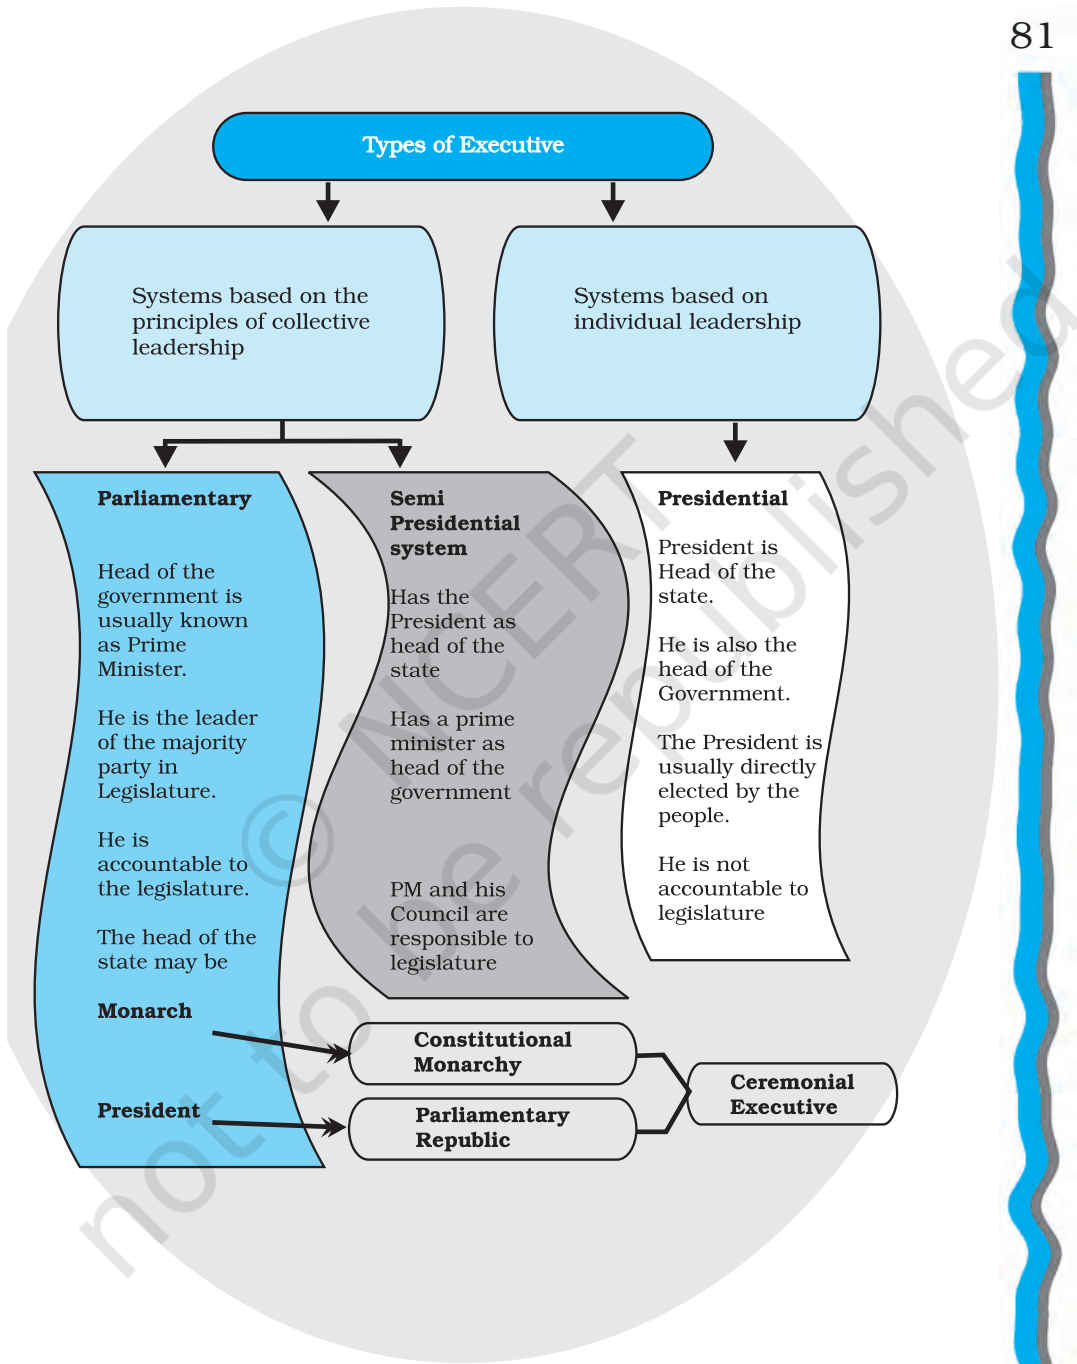 81
Types of Executive
Systems based on the
principles of collective
leadership
Systems based on
individual leadership
Parliamentary
Head of the
government is
usually known
as Prime
Minister.
He is the leader
of the majority
party in
Legislature.
He is
accountable to
the legislature.
The head of the
state may be
Monarch
President
Semi
Presidential
system
Has the
President as
head of the
state
Has a prime
minister as
head of the
government
PM and his
Council are
responsible to
legislature
Presidential
President is
Head of the
state.
He is also the
head of the
Government.
The President is
usually directly
elected by the
people.
He is not
accountable to
legislature
Constitutional
Monarchy
Parliamentary
Republic
Ceremonial
Executive
© NCERT
not to be republished